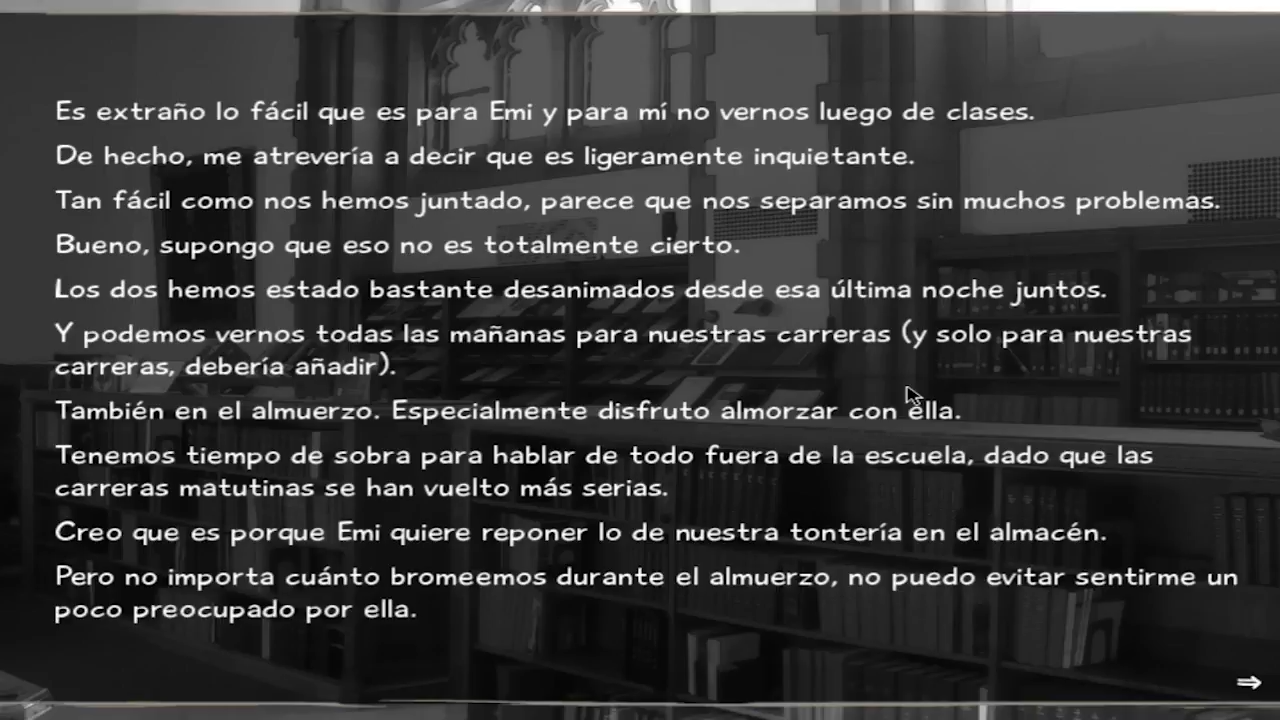 Es extraño lo fácil que es para Emi y para mí no vernos luego de clases.
De hecho, me atrevería a decir que es ligeramente inquietante.
Tan fácil como nos hemos juntado, parece que nos separamos sin muchos problemas.
Bueno, supongo que eso no es totalmente cierto.
Los dos hemos estado bastante desanimados desde esa última noche juntos.
Y podemos vernos todas las mañanas para nuestras carreras (y solo para nuestras
carreras, debería añadir).
También en el almuerzo. Especialmente disfruto almorzar con ella.
Tenemos tiempo de sobra para hablar de todo fuera de la escuela, dado que las
carreras matutinas se han vuelto más serias.
Creo que es porque Emi quiere reponer lo de nuestra tontería en el almacén.
Pero no importa cuánto bromeemos durante el almuerzo, no puedo evitar sentirme un
poco preocupado por ella.